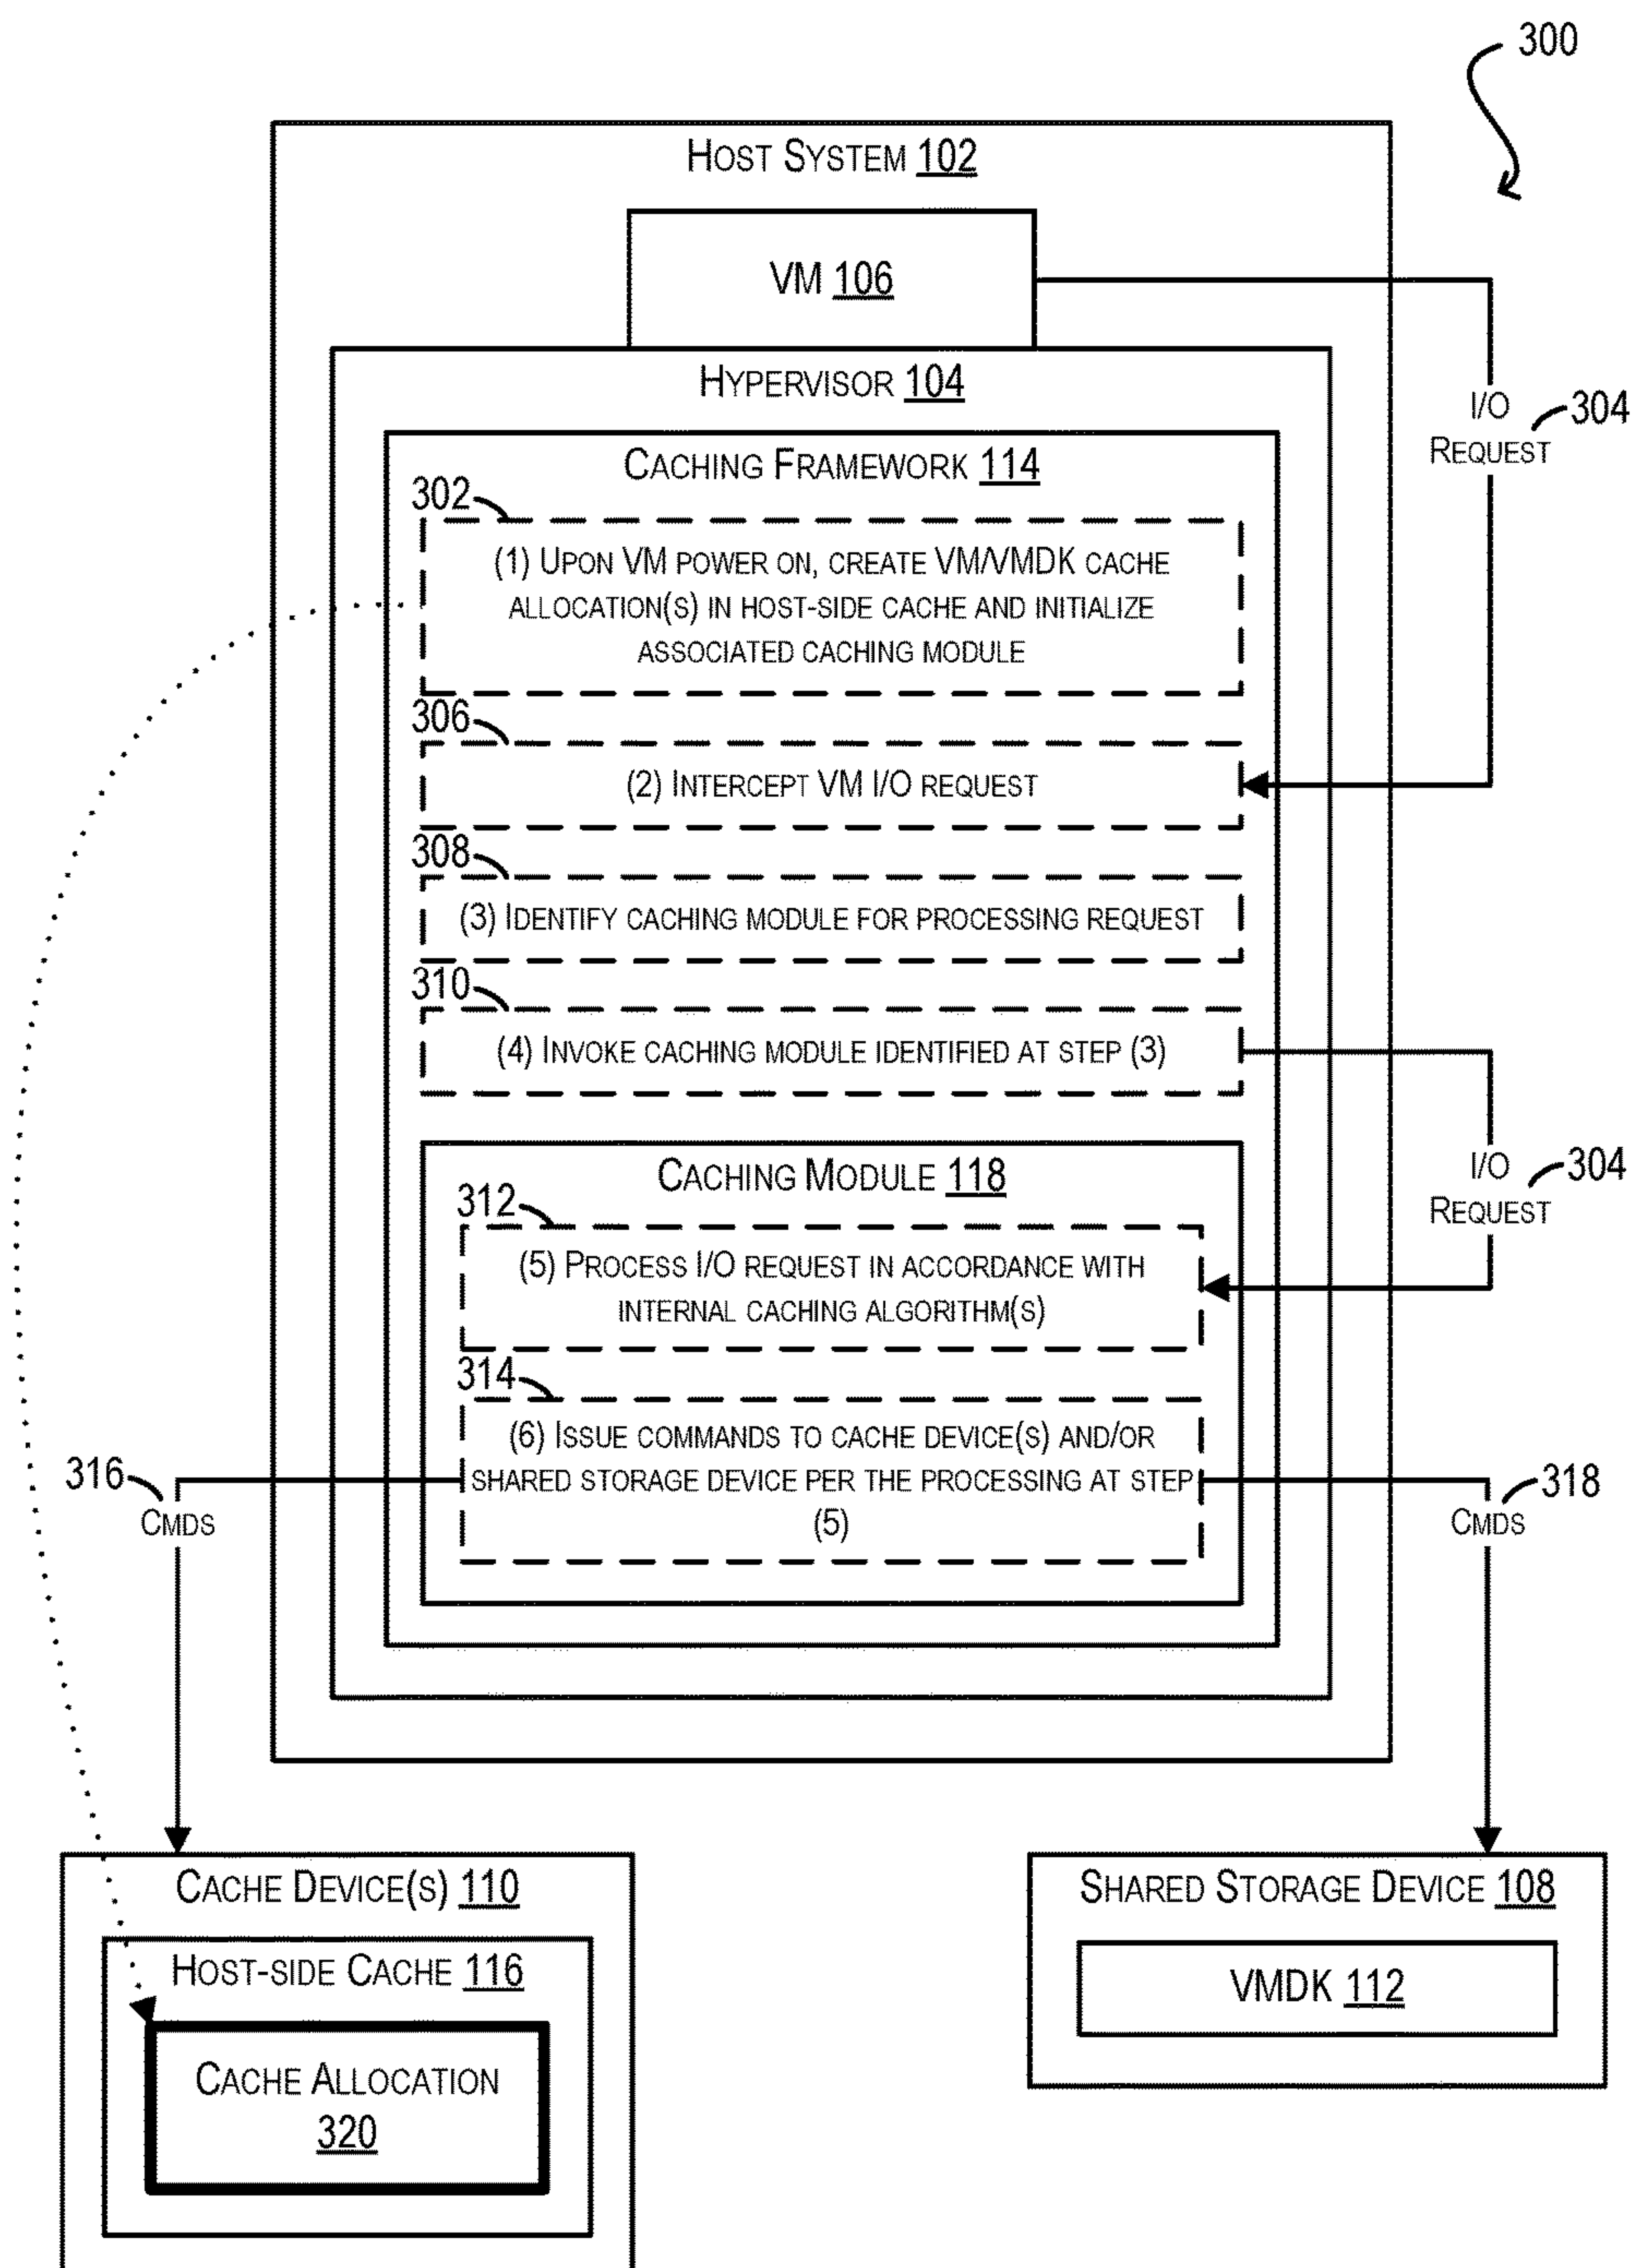 300
Host System 102
VM 106
Hypervisor 104
I/O
Request
304
Caching Framework 114
302
(1) Upon VM power on, create VM/VMDK cache
allocation(s) in host-side cache and initialize
associated caching module
306
(2) Intercept VM I/O request
308
(3) Identify caching module for processing request
310
(4) Invoke caching module identified at step (3)
I/O
Request
304
Caching Module 118
312
(5) Process I/O request in accordance with
internal caching algorithm(s)
314
(6) Issue commands to cache device(s) and/or
shared storage device per the processing at step
(5)
316
Cmds
318
Cmds
Cache Device(s) 110
Host-side Cache 116
Cache Allocation
320
Shared Storage Device 108
VMDK 112